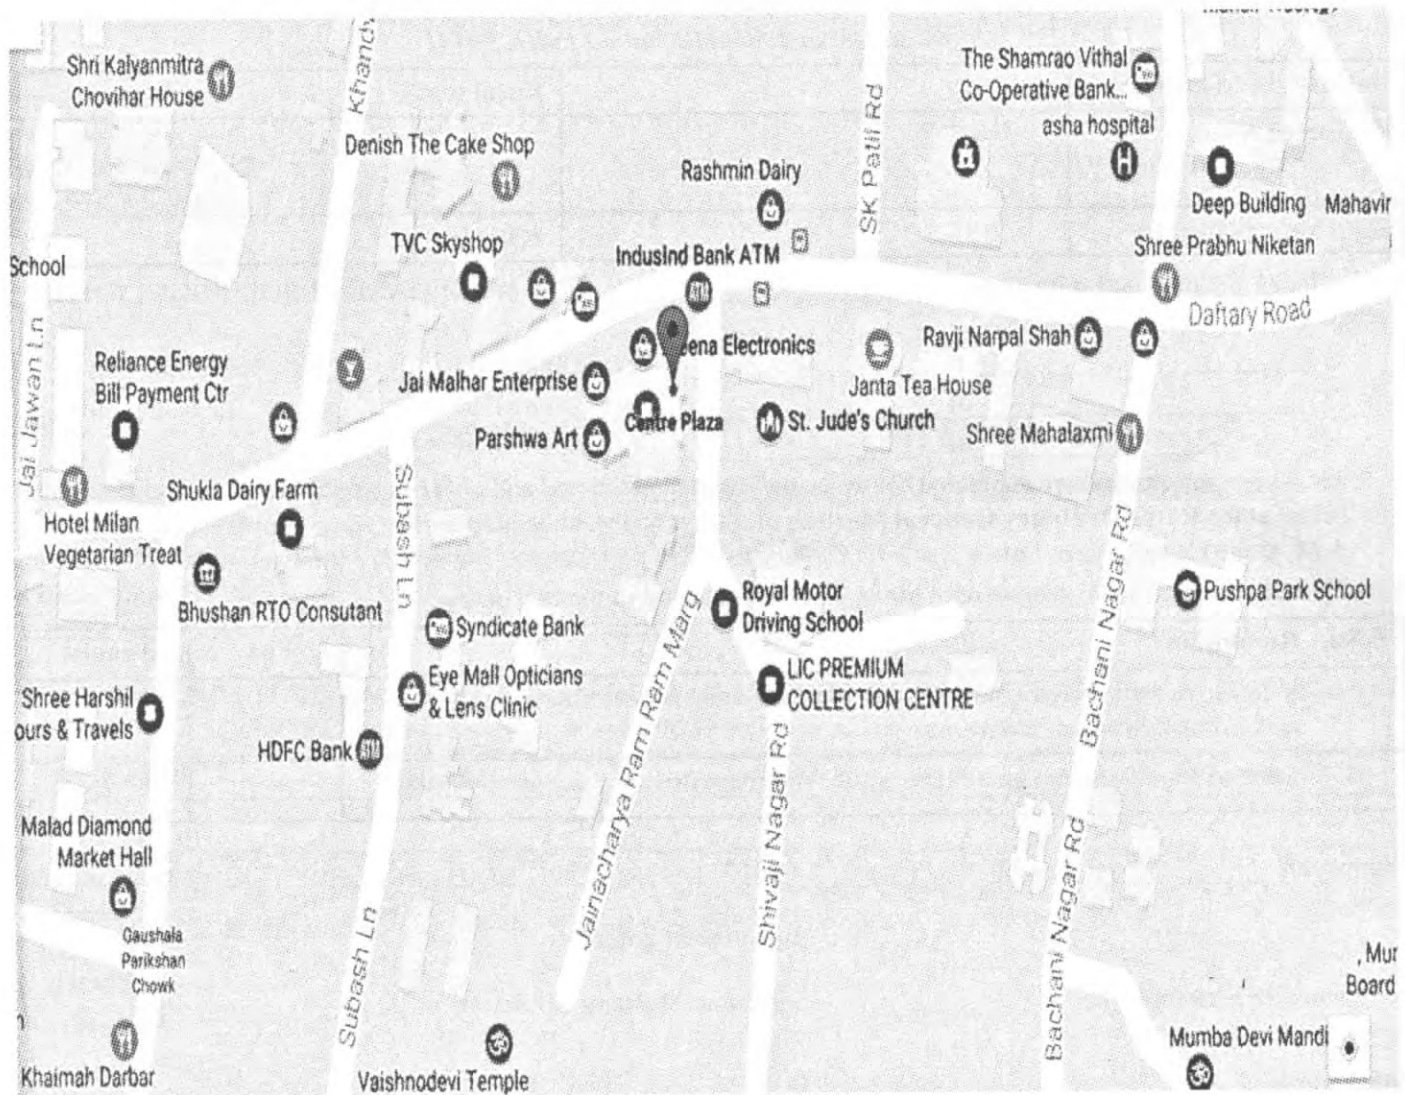 Shri Kalyanmitra
Chovihar House
Khandw
Denish The Cake Shop
Rashmin Dairy
SK Patil Rd
The Shamrao Vithal
Co-Operative Bank...
asha hospital
Deep Building
Mahavir
TVC Skyshop
IndusInd Bank ATM
Shree Prabhu Niketan
School
Daftary Road
Reliance Energy
Bill Payment Ctr
Jai Malhar Enterprise
Electronics
Ravji Narpal Shah
Janta Tea House
Jai Jawan Ln
Parshwa Art
Centre Plaza
St. Jude's Church
Shree Mahalaxmi
Shukla Dairy Farm
Hotel Milan
Vegetarian Treat
Subash Ln
Bhushan RTO Consutant
Syndicate Bank
Royal Motor
Driving School
Bachani Nagar Rd
Pushpa Park School
Eye Mall Opticians
& Lens Clinic
LIC PREMIUM
COLLECTION CENTRE
Shree Harshil
ours & Travels
HDFC Bank
Jainacharya Ram Ram Marg
Shivaji Nagar Rd
Malad Diamond
Market Hall
Gaushala
Parikshan
Chowk
Subash Ln
Bachani Nagar Rd
, Mur
Board
Khaimah Darbar
Vaishnodevi Temple
Mumba Devi Mandi